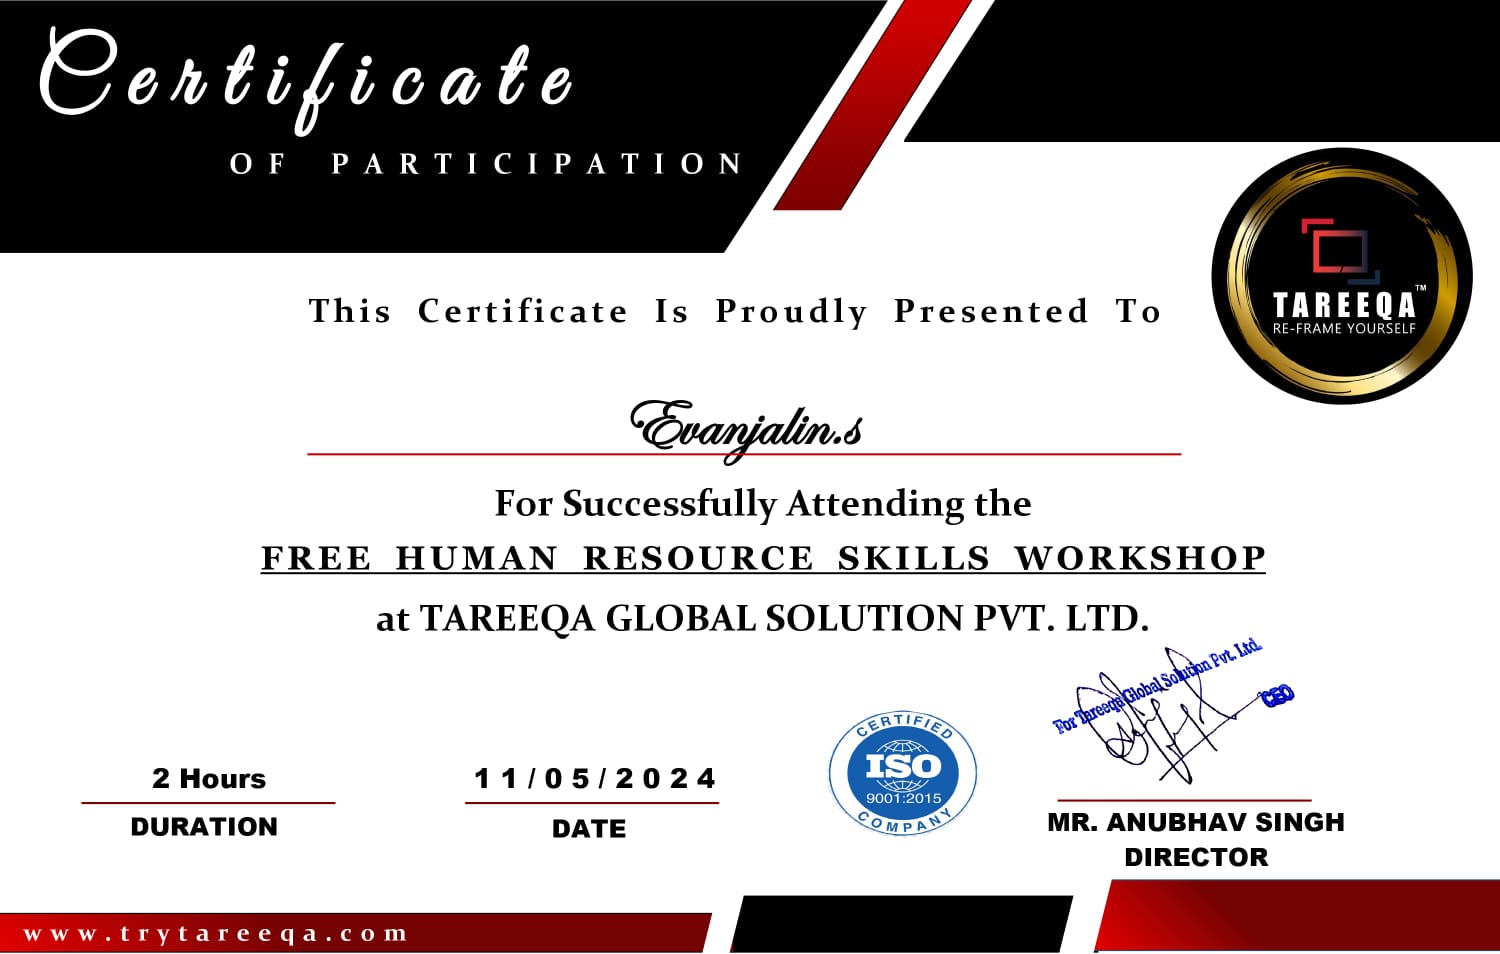 Certificate
OF PARTICIPATION
TAREEQA™
RE-FRAME YOURSELF
This Certificate Is Proudly Presented To
Evanjalin.s
For Successfully Attending the
FREE HUMAN RESOURCE SKILLS WORKSHOP
at TAREEQA GLOBAL SOLUTION PVT. LTD.
For Tareeqa Global Solution Pvt. Ltd.
CEO
CERTIFIED
ISO
9001:2015
COMPANY
2 Hours
DURATION
11/05/2024
DATE
MR. ANUBHAV SINGH
DIRECTOR
www.trytareeqa.com